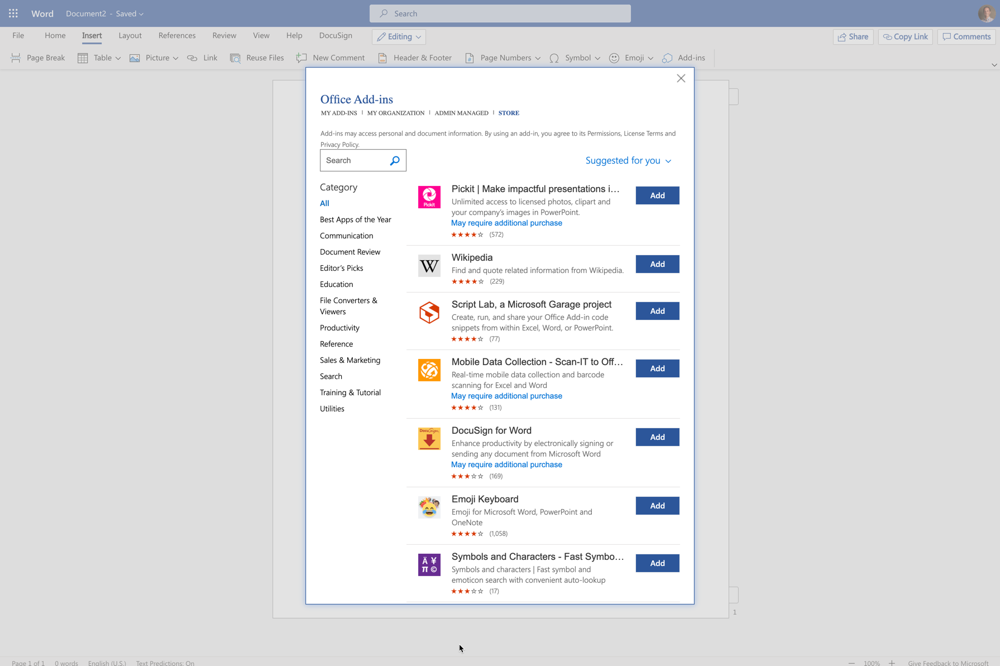 Word Document2 - Saved
Search
File Home Insert Layout References Review View Help DocuSign Editing Share Copy Link Comments
Page Break Table Picture Link Reuse Files New Comment Header & Footer Page Numbers Symbol Emoji Add-ins
Office Add-ins
MY ADD-INS | MY ORGANIZATION | ADMIN MANAGED | STORE
Add-ins may access personal and document information. By using an add-in, you agree to its Permissions, License Terms and
Privacy Policy.
Search
Suggested for you
Category
All
Best Apps of the Year
Communication
Document Review
Editor's Picks
Education
File Converters &
Viewers
Productivity
Reference
Sales & Marketing
Search
Training & Tutorial
Utilities
Pickit
Pickit | Make impactful presentations i...
Unlimited access to licensed photos, clipart and
your company's images in PowerPoint.
May require additional purchase
(572)
Add
W
Wikipedia
Find and quote related information from Wikipedia.
(229)
Add
Script Lab, a Microsoft Garage project
Create, run, and share your Office Add-in code
snippets from within Excel, Word, or PowerPoint.
(77)
Add
Mobile Data Collection - Scan-IT to Off...
Real-time mobile data collection and barcode
scanning for Excel and Word
May require additional purchase
(131)
Add
DocuSign
DocuSign for Word
Enhance productivity by electronically signing or
sending any document from Microsoft Word
May require additional purchase
(169)
Add
Emoji Keyboard
Emoji for Microsoft Word, PowerPoint and
OneNote
(1,058)
Add
Ä ¥
π ©
Symbols and Characters - Fast Symbo...
Symbols and characters | Fast symbol and
emoticon search with convenient auto-lookup
(17)
Add
1
Page 1 of 1 0 words English (U.S.) Text Predictions: On 100% Give Feedback to Microsoft